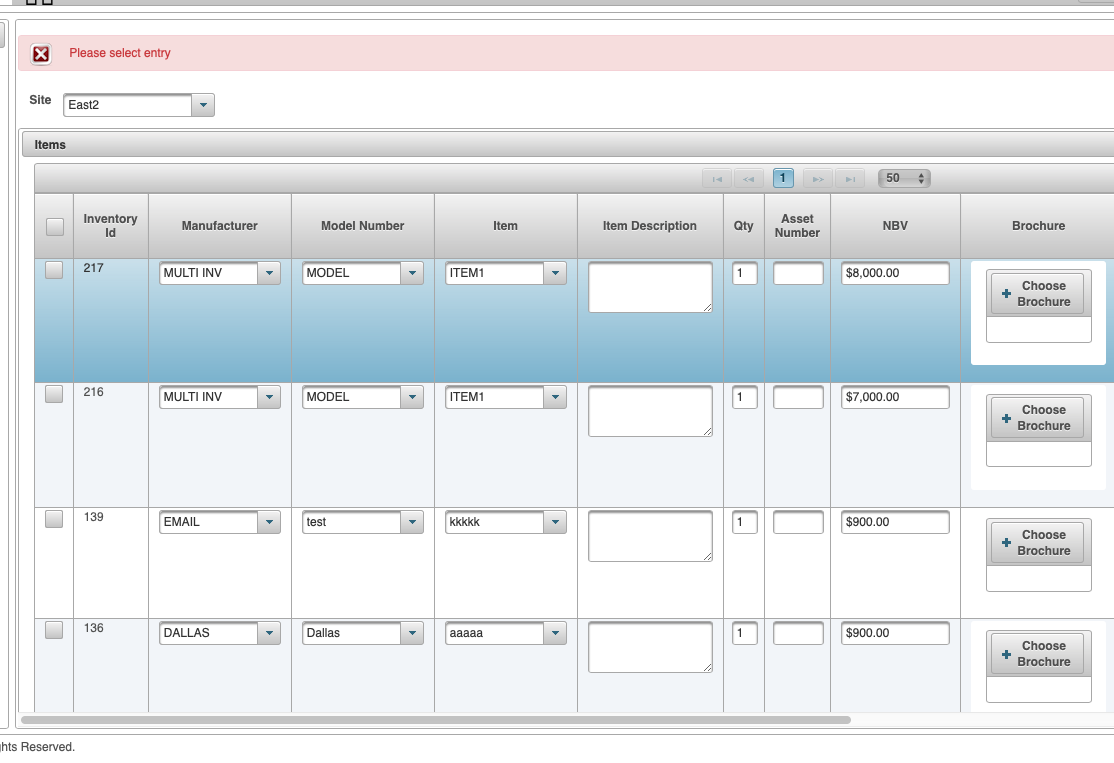 Please select entry
Site East2
Items
1 50
Inventory Id Manufacturer Model Number Item Item Description Qty Asset Number NBV Brochure
217 MULTI INV MODEL ITEM1 1 $8,000.00 Choose Brochure
216 MULTI INV MODEL ITEM1 1 $7,000.00 Choose Brochure
139 EMAIL test kkkkk 1 $900.00 Choose Brochure
136 DALLAS Dallas aaaaa 1 $900.00 Choose Brochure
ghts Reserved.